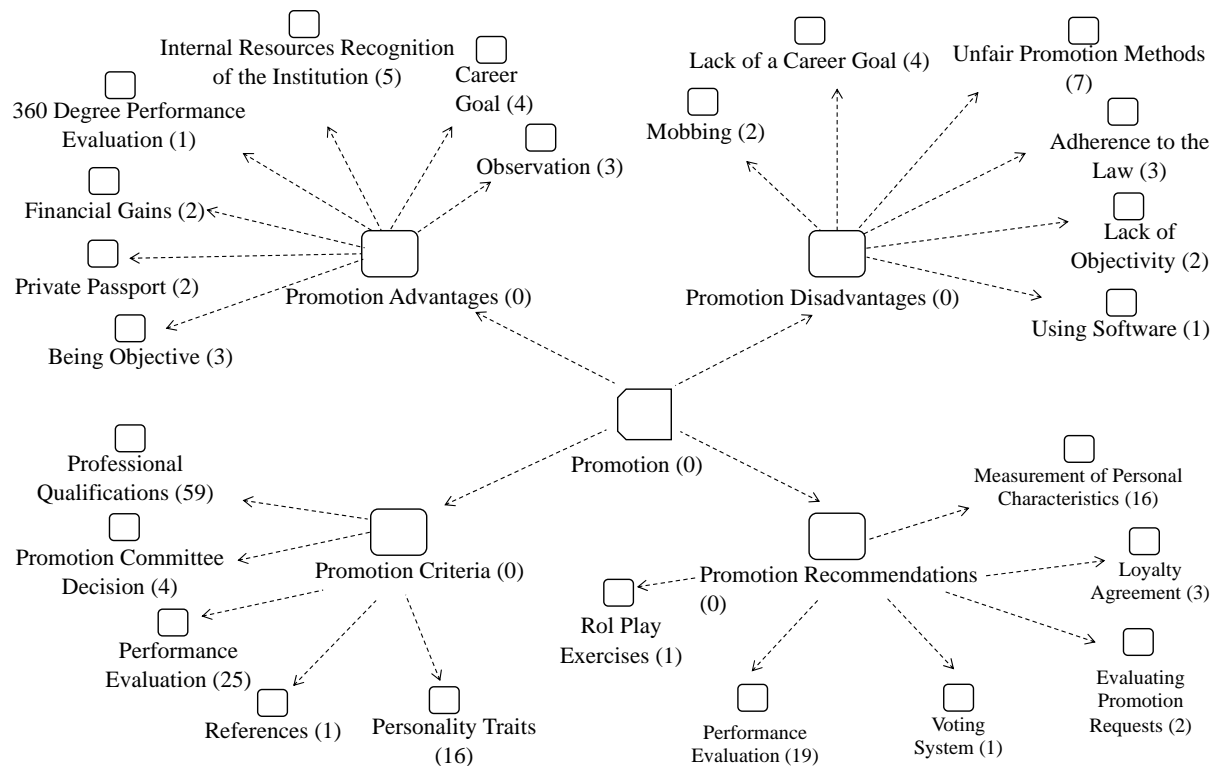 Internal Resources Recognition
of the Institution (5)
Career
Goal (4)
360 Degree Performance
Evaluation (1)
Observation (3)
Financial Gains (2)
Private Passport (2)
Being Objective (3)
Promotion Advantages (0)
Lack of a Career Goal (4)
Unfair Promotion Methods
(7)
Mobbing (2)
Adherence to the
Law (3)
Lack of
Objectivity (2)
Using Software (1)
Promotion Disadvantages (0)
Promotion (0)
Professional
Qualifications (59)
Promotion Committee
Decision (4)
Promotion Criteria (0)
Performance
Evaluation (25)
References (1)
Personality Traits
(16)
Measurement of Personal
Characteristics (16)
Promotion Recommendations
(0)
Loyalty
Agreement (3)
Rol Play
Exercises (1)
Evaluating
Promotion
Requests (2)
Performance
Evaluation (19)
Voting
System (1)